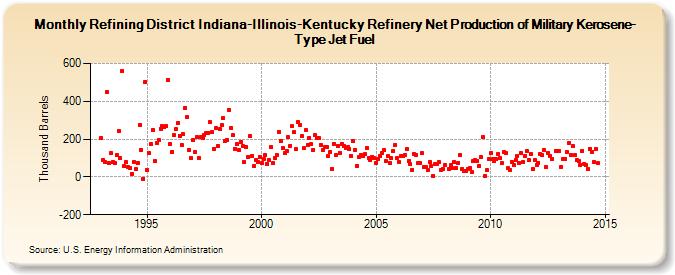 Monthly Refining District Indiana-Illinois-Kentucky Refinery Net Production of Military Kerosene-
Type Jet Fuel
Thousand Barrels
600
400
200
0
-200
1995
2000
2005
2010
2015
Source: U.S. Energy Information Administration